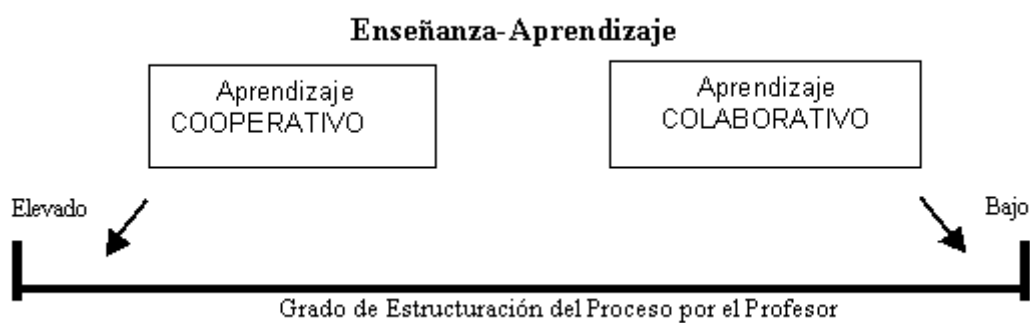 Enseñanza-Aprendizaje
Aprendizaje
COOPERATIVO
Aprendizaje
COLABORATIVO
Elevado
Bajo
Grado de Estructuración del Proceso por el Profesor